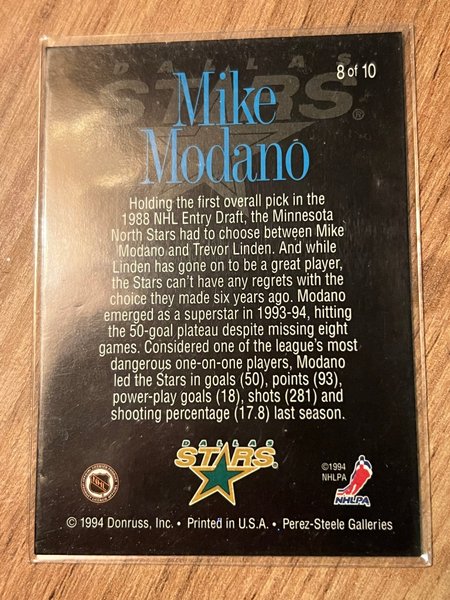 DALLAS
STARS
®
8 of 10
Mike
Modano
Holding the first overall pick in the
1988 NHL Entry Draft, the Minnesota
North Stars had to choose between Mike
Modano and Trevor Linden. And while
Linden has gone on to be a great player,
the Stars can't have any regrets with the
choice they made six years ago. Modano
emerged as a superstar in 1993-94, hitting
the 50-goal plateau despite missing eight
games. Considered one of the league's most
dangerous one-on-one players, Modano
led the Stars in goals (50), points (93),
power-play goals (18), shots (281) and
shooting percentage (17.8) last season.
DALLAS
STARS
©1994
NHLPA
NHLPA
© 1994 Donruss, Inc. • Printed in U.S.A. • Perez-Steele Galleries